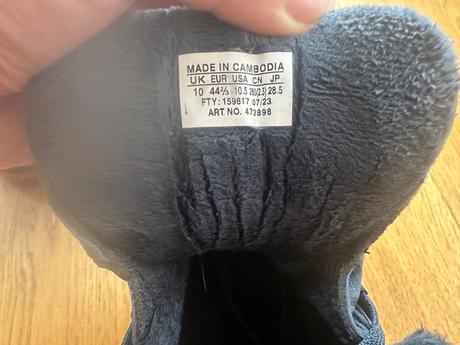 MADE IN CAMBODIA
UK EUR USA CN JP
10 44⅔ 10.5 280(2.5) 28.5
FTY: 159817 07/23
ART NO. 472898